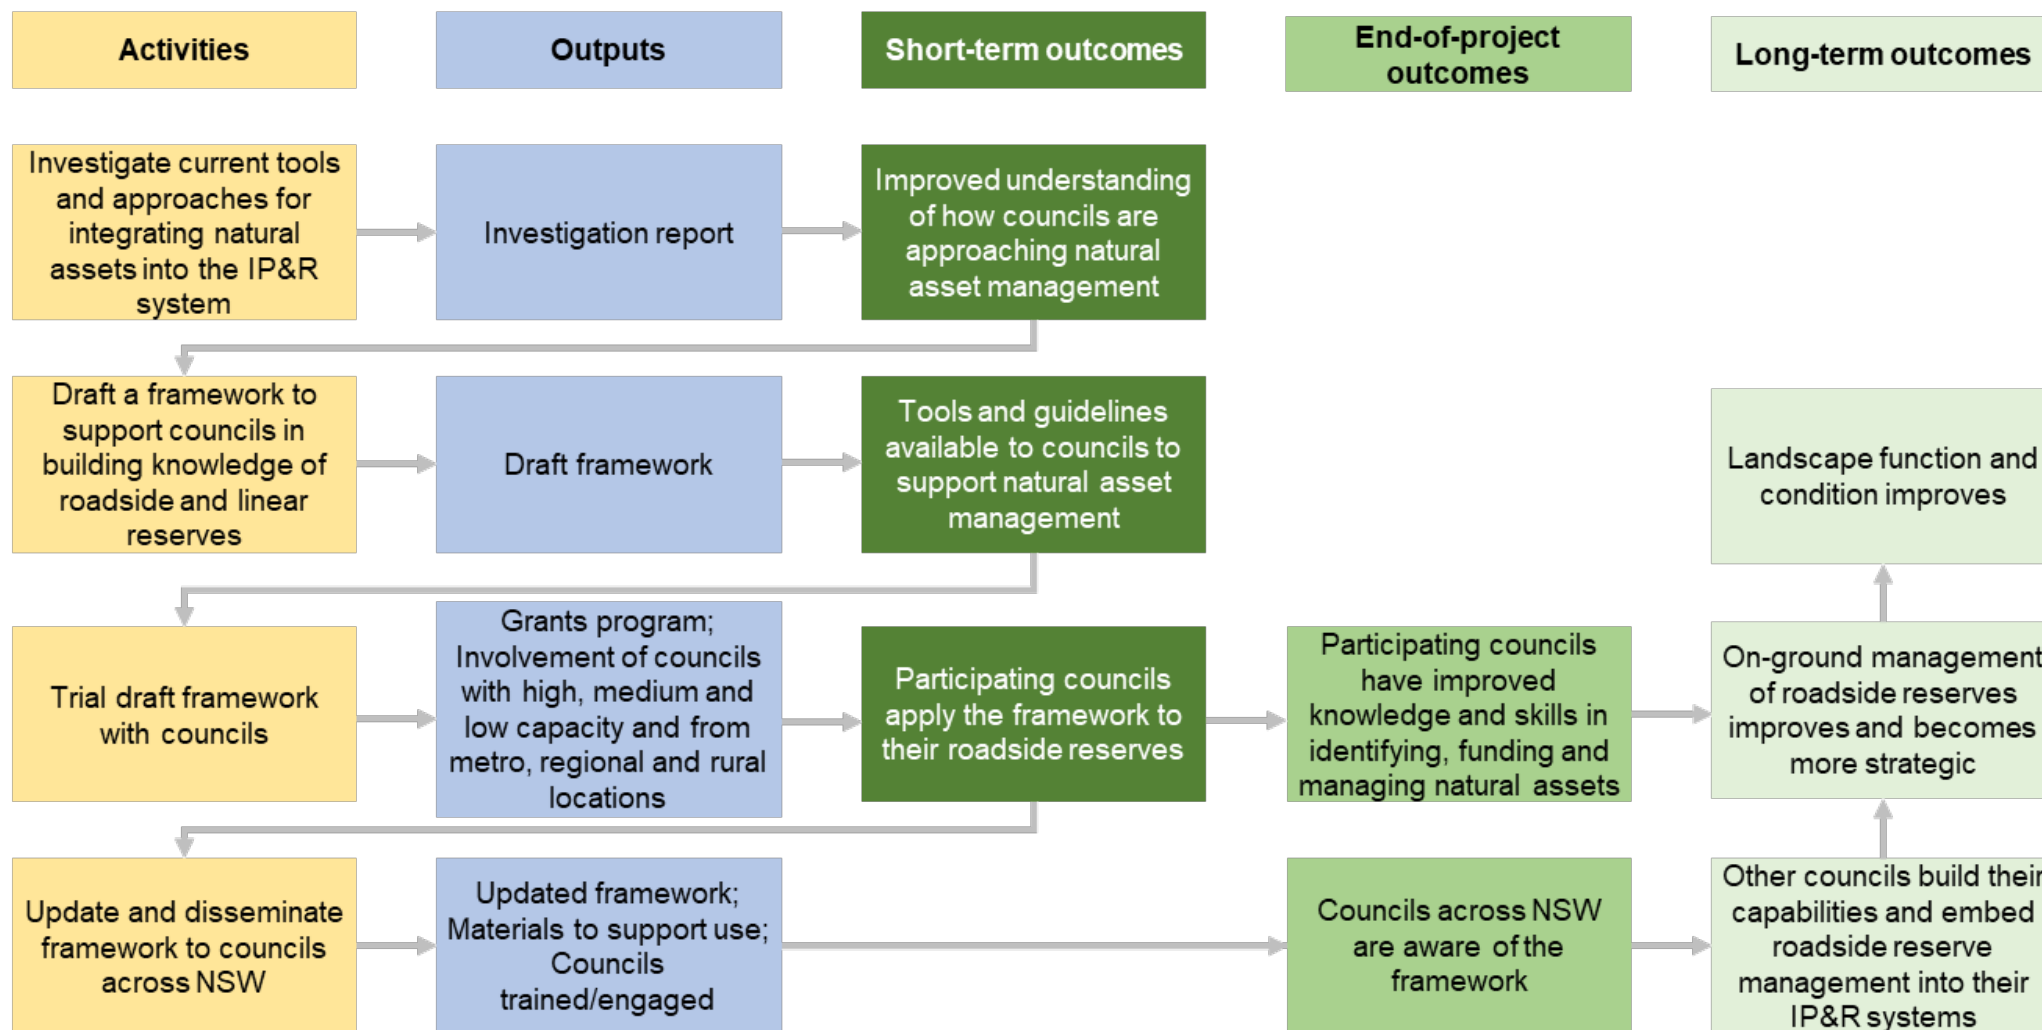 Activities
Outputs
Short-term outcomes
End-of-project
outcomes
Long-term outcomes
Investigate current tools
and approaches for
integrating natural
assets into the IP&R
system
Investigation report
Improved understanding
of how councils are
approaching natural
asset management
Draft a framework to
support councils in
building knowledge of
roadside and linear
reserves
Draft framework
Tools and guidelines
available to councils to
support natural asset
management
Landscape function and
condition improves
Trial draft framework
with councils
Grants program;
Involvement of councils
with high, medium and
low capacity and from
metro, regional and rural
locations
Participating councils
apply the framework to
their roadside reserves
Participating councils
have improved
knowledge and skills in
identifying, funding and
managing natural assets
On-ground management
of roadside reserves
improves and becomes
more strategic
Update and disseminate
framework to councils
across NSW
Updated framework;
Materials to support use;
Councils
trained/engaged
Councils across NSW
are aware of the
framework
Other councils build their
capabilities and embed
roadside reserve
management into their
IP&R systems